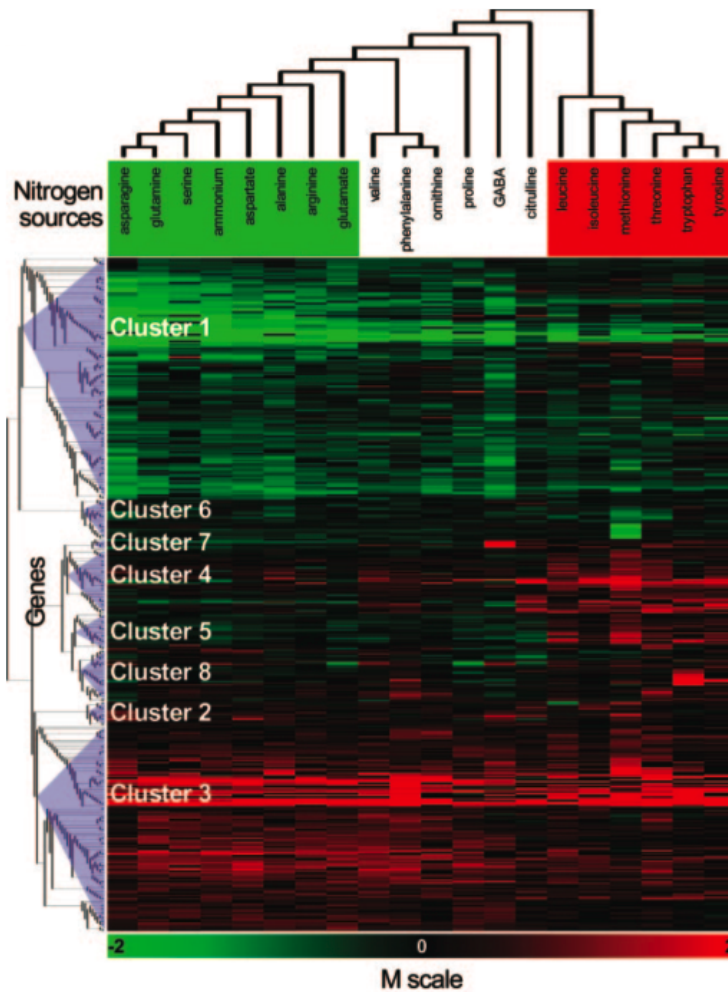 Nitrogen
sources
asparagine
glutamine
serine
ammonium
aspartate
alanine
arginine
glutamate
valine
phenylalanine
ornithine
proline
GABA
citrulline
leucine
isoleucine
methionine
threonine
tryptophan
tyrosine
Genes
Cluster 1
Cluster 6
Cluster 7
Cluster 4
Cluster 5
Cluster 8
Cluster 2
Cluster 3
-2 0 2
M scale